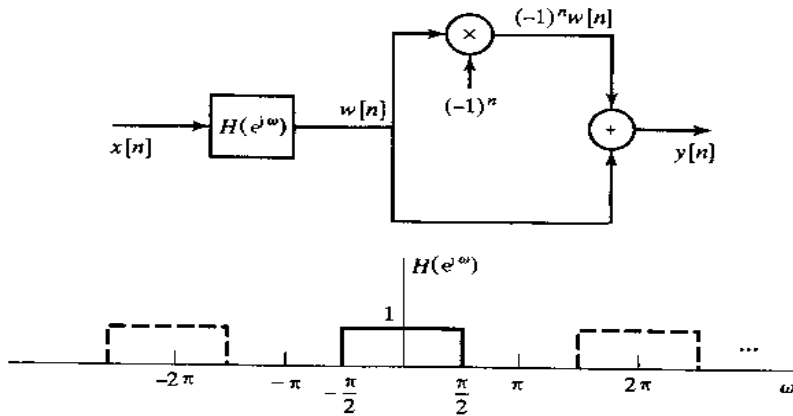 (-1)ⁿw[n]
×
w[n]
(-1)ⁿ
H(e^{jω})
x[n]
+
y[n]
H(e^{jω})
1
...
-2π
-π
-π/2
π/2
π
2π
ω